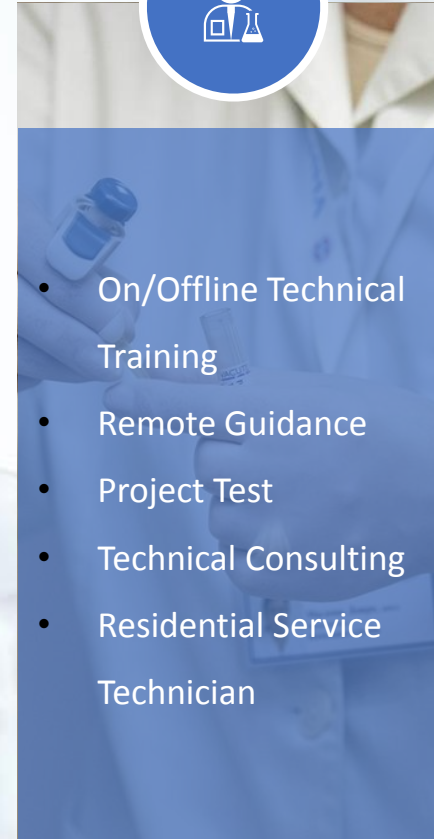 • On/Offline Technical
Training
• Remote Guidance
• Project Test
• Technical Consulting
• Residential Service
Technician